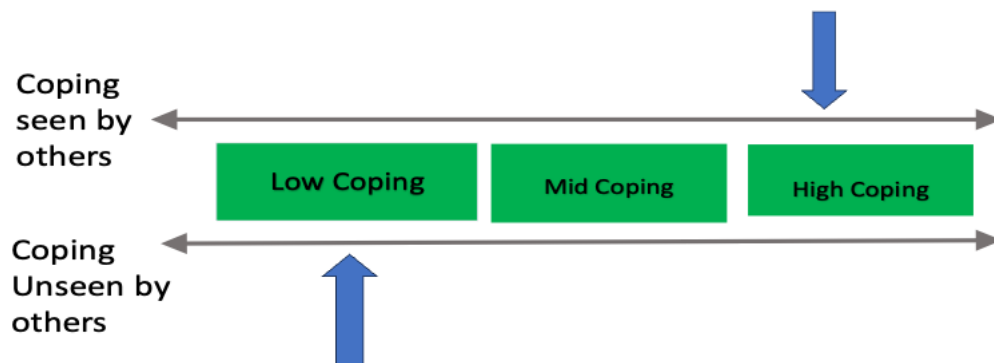 Coping
seen by
others
Low Coping
Mid Coping
High Coping
Coping
Unseen by
others